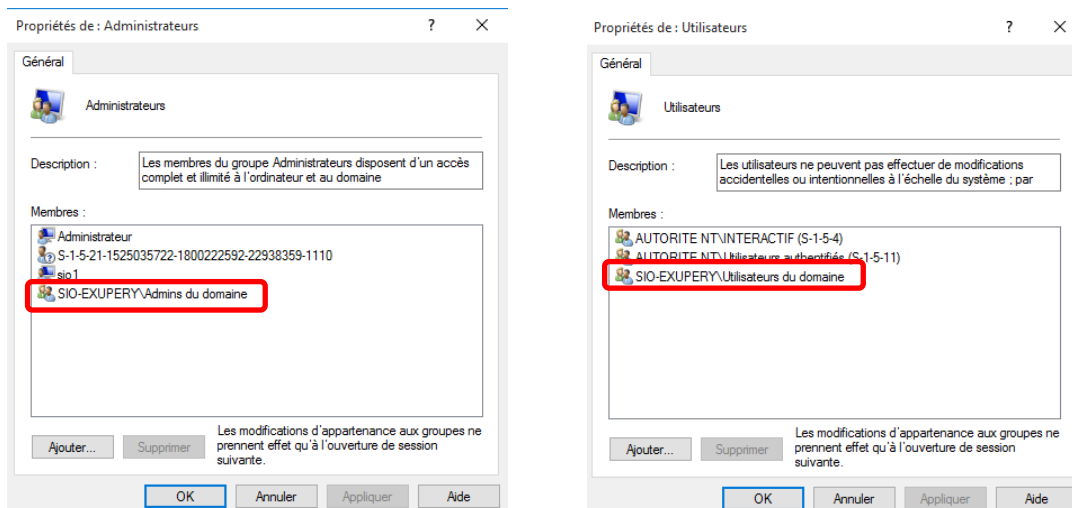 Propriétés de : Administrateurs ? ×
Général
Administrateurs
Description :
Les membres du groupe Administrateurs disposent d'un accès
complet et illimité à l'ordinateur et au domaine
Membres :
Administrateur
S-1-5-21-1525035722-1800222592-22938359-1110
sio1
SIO-EXUPERY\Admins du domaine
Ajouter...
Supprimer
Les modifications d'appartenance aux groupes ne
prennent effet qu'à l'ouverture de session
suivante.
OK Annuler Appliquer Aide
Propriétés de : Utilisateurs ? ×
Général
Utilisateurs
Description :
Les utilisateurs ne peuvent pas effectuer de modifications
accidentelles ou intentionnelles à l'échelle du système ; par
Membres :
AUTORITE NT\INTERACTIF (S-1-5-4)
AUTORITE NT\Utilisateurs authentifiés (S-1-5-11)
SIO-EXUPERY\Utilisateurs du domaine
Ajouter...
Supprimer
Les modifications d'appartenance aux groupes ne
prennent effet qu'à l'ouverture de session
suivante.
OK Annuler Appliquer Aide